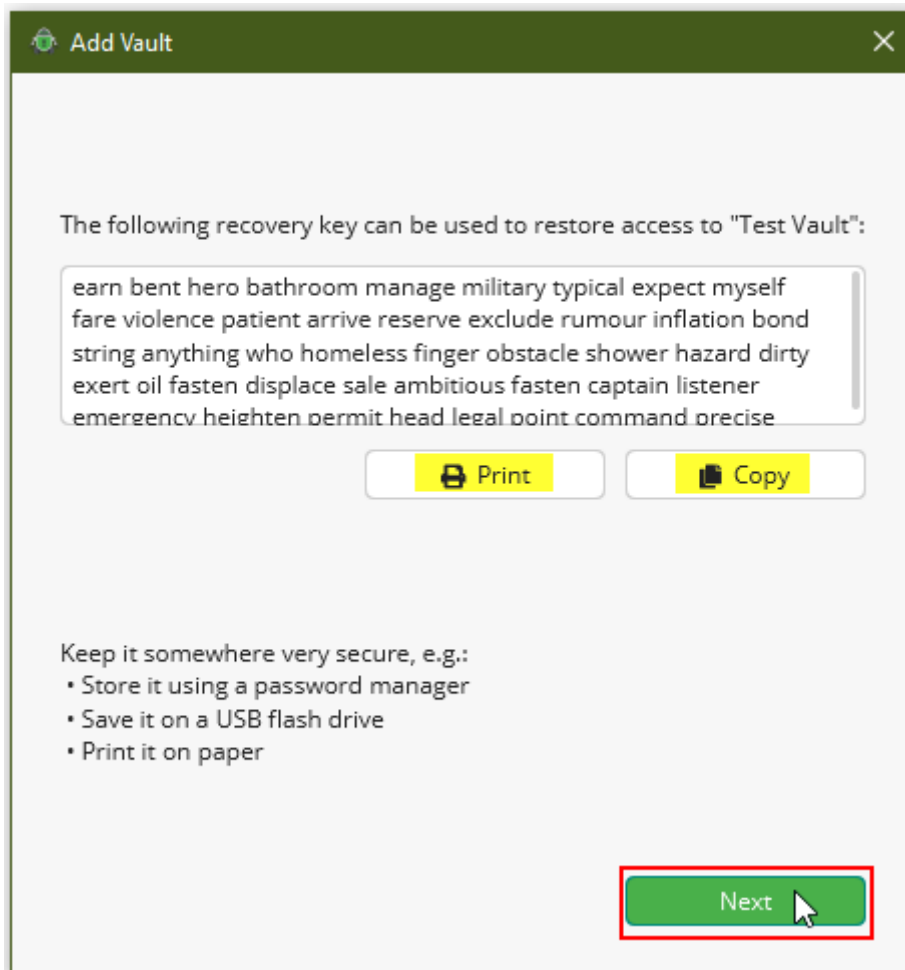 Add Vault
The following recovery key can be used to restore access to "Test Vault":
earn bent hero bathroom manage military typical expect myself
fare violence patient arrive reserve exclude rumour inflation bond
string anything who homeless finger obstacle shower hazard dirty
exert oil fasten displace sale ambitious fasten captain listener
emergency heighten permit head legal point command precise
Print
Copy
Keep it somewhere very secure, e.g.:
• Store it using a password manager
• Save it on a USB flash drive
• Print it on paper
Next